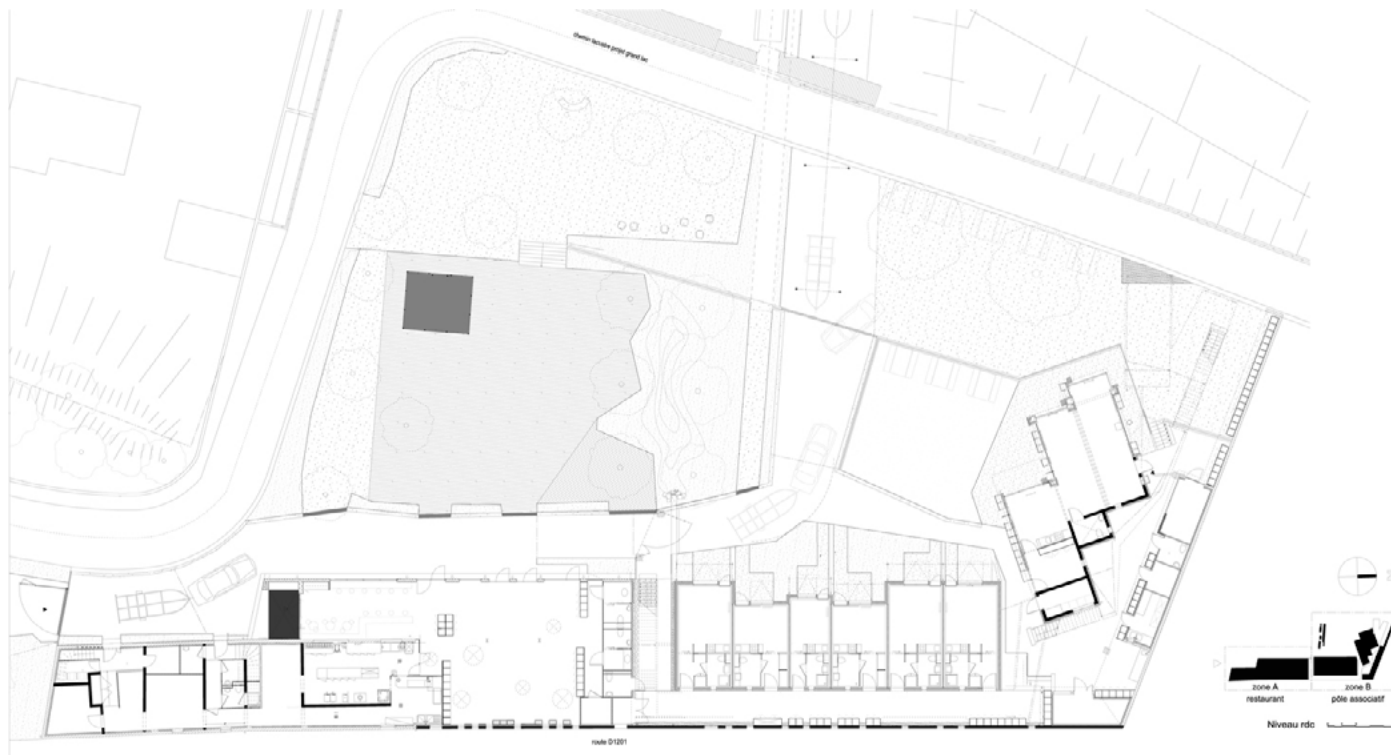 chemin lacustre projet grand lac
zone A
restaurant
zone B
pôle associatif
Niveau rdc
route D1201